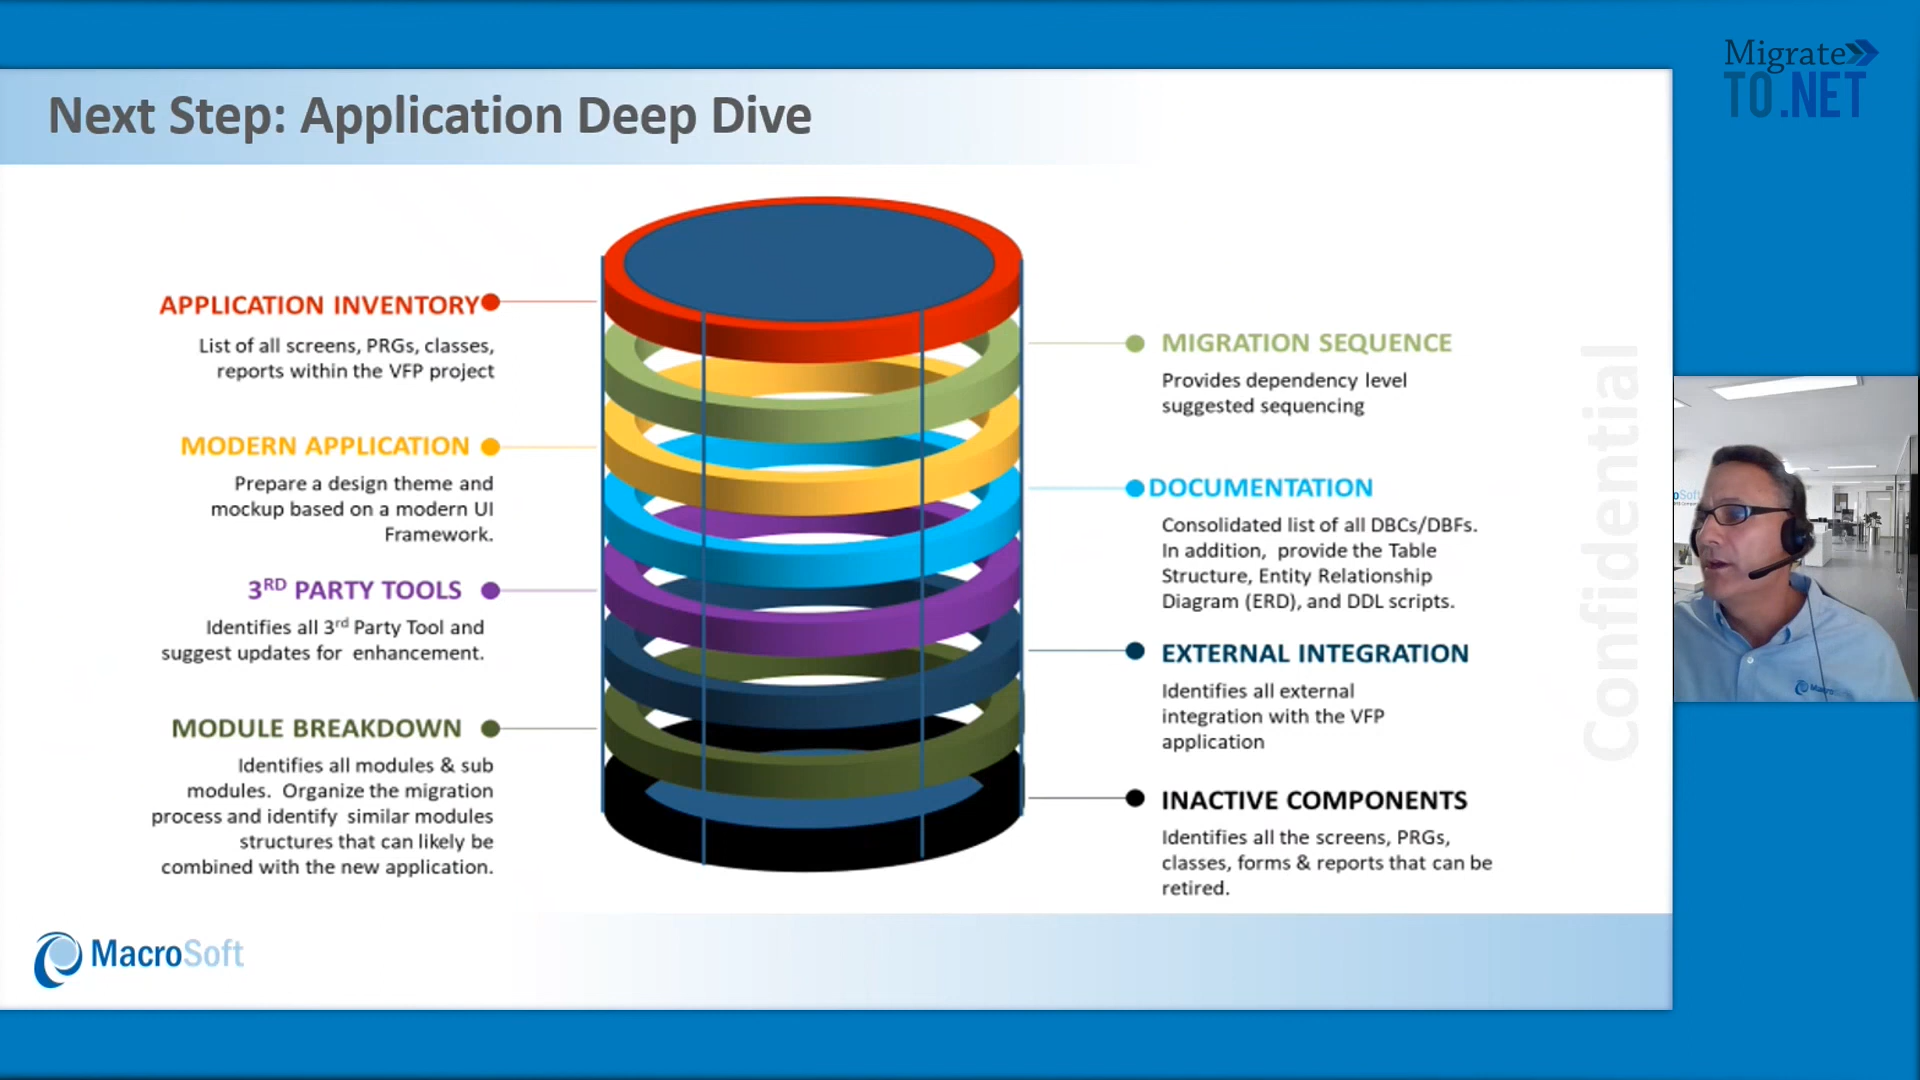 Migrate
TO.NET
Next Step: Application Deep Dive
APPLICATION INVENTORY
List of all screens, PRGs, classes,
reports within the VFP project
MODERN APPLICATION
Prepare a design theme and
mockup based on a modern UI
Framework.
3RD PARTY TOOLS
Identifies all 3rd Party Tool and
suggest updates for enhancement.
MODULE BREAKDOWN
Identifies all modules & sub
modules. Organize the migration
process and identify similar modules
structures that can likely be
combined with the new application.
MIGRATION SEQUENCE
Provides dependency level
suggested sequencing
DOCUMENTATION
Consolidated list of all DBCs/DBFs.
In addition, provide the Table
Structure, Entity Relationship
Diagram (ERD), and DDL scripts.
EXTERNAL INTEGRATION
Identifies all external
integration with the VFP
application
INACTIVE COMPONENTS
Identifies all the screens, PRGs,
classes, forms & reports that can be
retired.
Confidential
MacroSoft